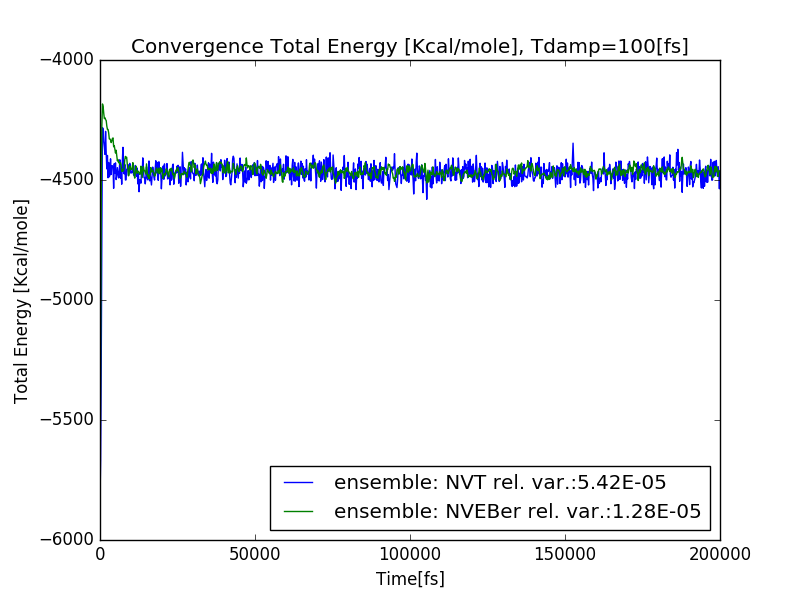 Convergence Total Energy [Kcal/mole], Tdamp=100[fs]
−4000
−4500
−5000
−5500
−6000
Total Energy [Kcal/mole]
ensemble: NVT rel. var.:5.42E-05
ensemble: NVEBer rel. var.:1.28E-05
0 50000 100000 150000 200000
Time[fs]